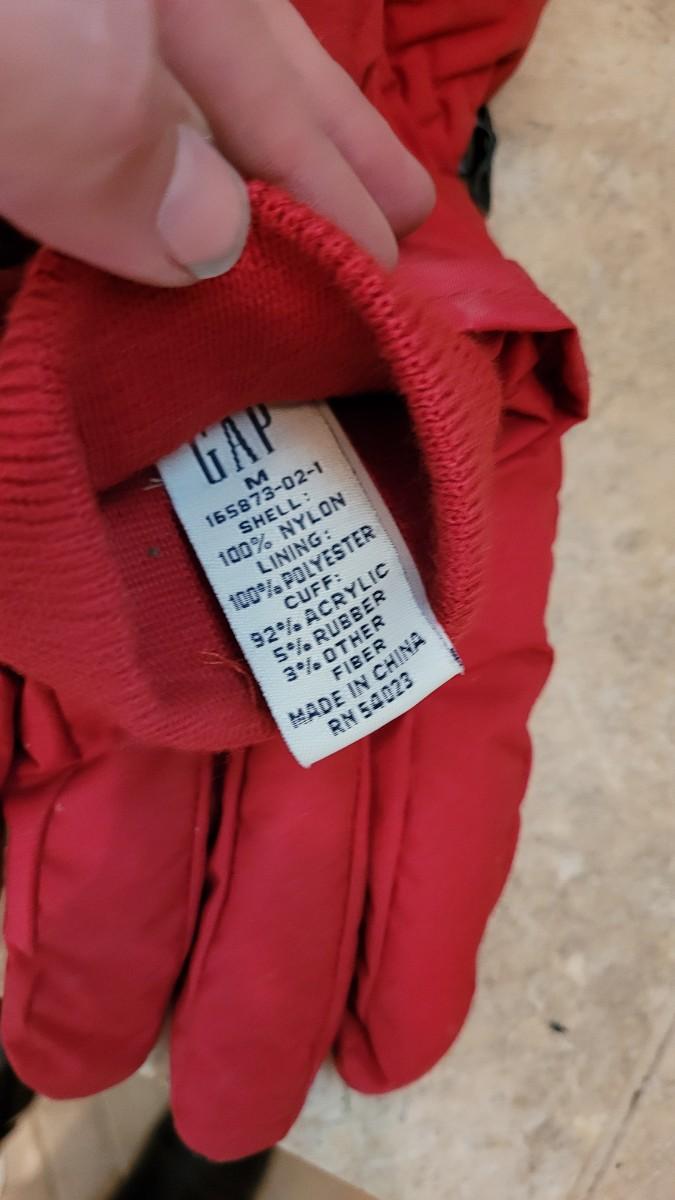 GAP
M
165873-02-1
SHELL:
100% NYLON
LINING:
100% POLYESTER
CUFF:
92% ACRYLIC
5% RUBBER
3% OTHER
FIBER
MADE IN CHINA
RN 54023